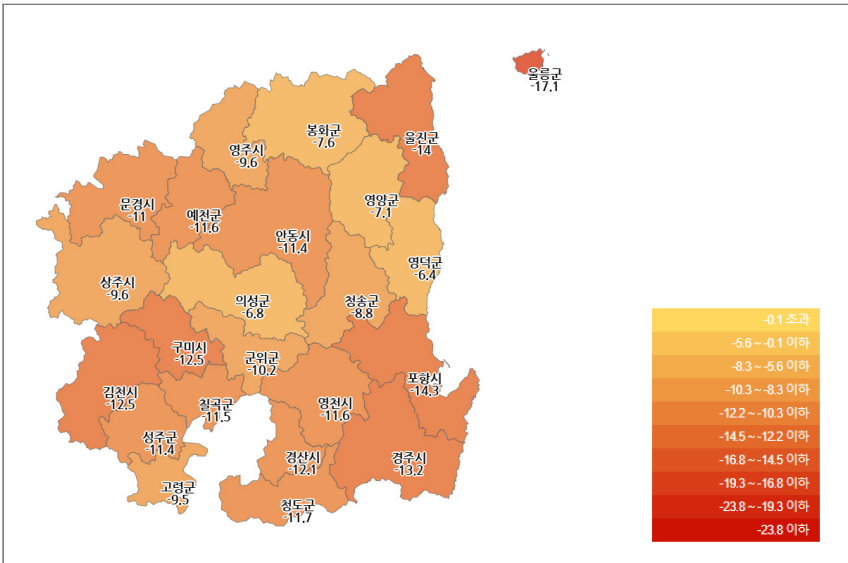 울릉군
-17.1
봉화군
-7.6
울진군
-14
영주시
-9.6
영양군
-7.1
문경시
-11
예천군
-11.6
안동시
-11.4
영덕군
-6.4
상주시
-9.6
의성군
-6.8
청송군
-8.8
구미시
-12.5
군위군
-10.2
포항시
-14.3
김천시
-12.5
칠곡군
-11.5
영천시
-11.6
성주군
-11.4
경산시
-12.1
경주시
-13.2
고령군
-9.5
청도군
-11.7
-0.1 초과
-5.6 ~ -0.1 이하
-8.3 ~ -5.6 이하
-10.3 ~ -8.3 이하
-12.2 ~ -10.3 이하
-14.5 ~ -12.2 이하
-16.8 ~ -14.5 이하
-19.3 ~ -16.8 이하
-23.8 ~ -19.3 이하
-23.8 이하